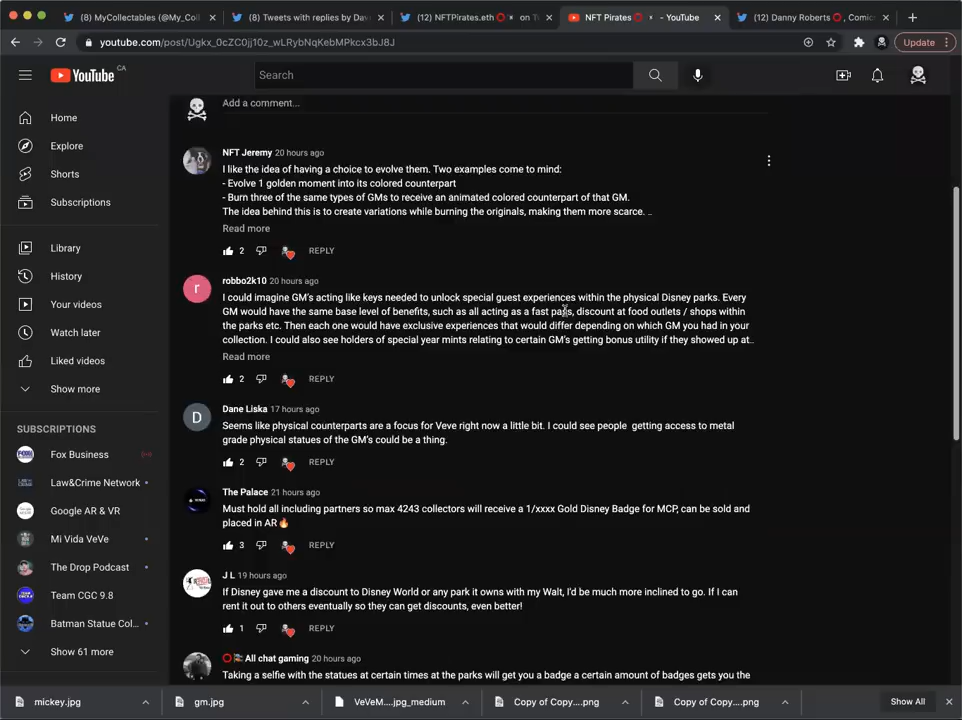 (8) MyCollectables (@My_Col
(8) Tweets with replies by Dav
(12) NFTPirates.eth on Tw
NFT Pirates - YouTube
(12) Danny Roberts , Comic
youtube.com/post/Ugkx_0cZC0jj10z_wLRybNqKebMPkcx3bJ8J
Update
YouTube CA
Search
Home
Explore
Shorts
Subscriptions
Library
History
Your videos
Watch later
Liked videos
Show more
SUBSCRIPTIONS
Fox Business
Law&Crime Network
Google AR & VR
Mi Vida VeVe
The Drop Podcast
Team CGC 9.8
Batman Statue Col...
Show 61 more
Add a comment...
NFT Jeremy 20 hours ago
I like the idea of having a choice to evolve them. Two examples come to mind:
- Evolve 1 golden moment into its colored counterpart
- Burn three of the same types of GMs to receive an animated colored counterpart of that GM.
The idea behind this is to create variations while burning the originals, making them more scarce. ..
Read more
2 REPLY
r
robbo2k10 20 hours ago
I could imagine GM's acting like keys needed to unlock special guest experiences within the physical Disney parks. Every
GM would have the same base level of benefits, such as all acting as a fast pass, discount at food outlets / shops within
the parks etc. Then each one would have exclusive experiences that would differ depending on which GM you had in your
collection. I could also see holders of special year mints relating to certain GM's getting bonus utility if they showed up at..
Read more
2 REPLY
D
Dane Liska 17 hours ago
Seems like physical counterparts are a focus for Veve right now a little bit. I could see people getting access to metal
grade physical statues of the GM's could be a thing.
2 REPLY
The Palace 21 hours ago
Must hold all including partners so max 4243 collectors will receive a 1/xxxx Gold Disney Badge for MCP, can be sold and
placed in AR🔥
3 REPLY
J L 19 hours ago
If Disney gave me a discount to Disney World or any park it owns with my Walt, I'd be much more inclined to go. If I can
rent it out to others eventually so they can get discounts, even better!
1 REPLY
All chat gaming 20 hours ago
Taking a selfie with the statues at certain times at the parks will get you a badge a certain amount of badges gets you the
mickey.jpg
gm.jpg
VeVeM....jpg_medium
Copy of Copy....png
Copy of Copy....png
Show All